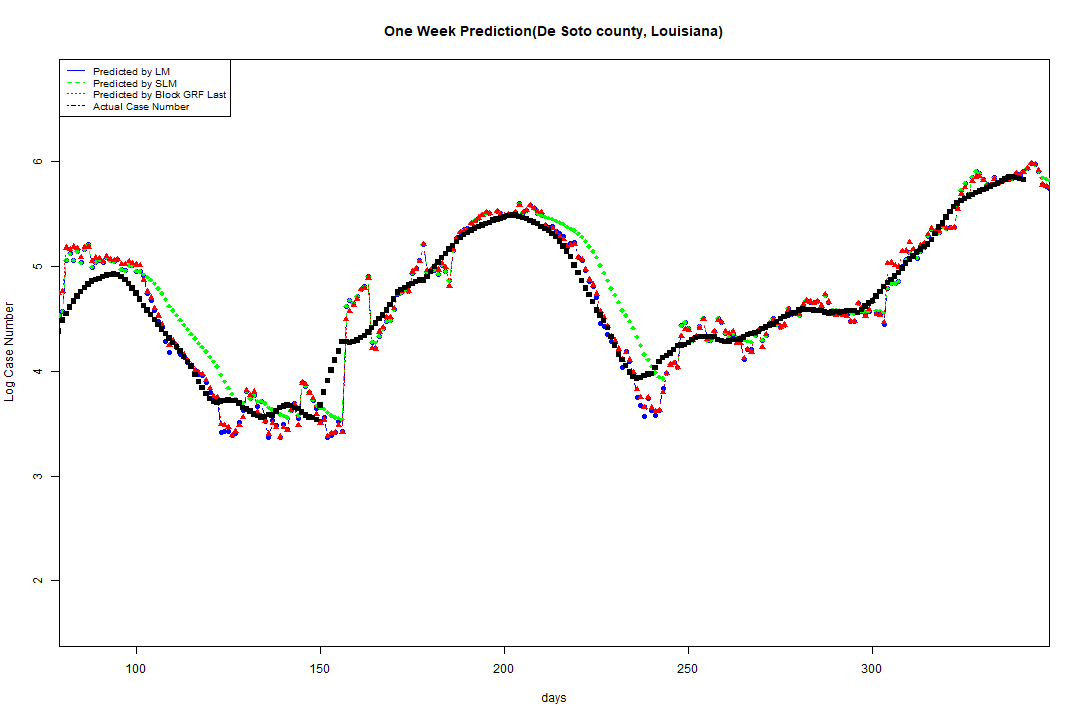 One Week Prediction(De Soto county, Louisiana)
Predicted by LM
Predicted by SLM
Predicted by Block GRF Last
Actual Case Number
Log Case Number
6
5
4
3
2
100 150 200 250 300
days